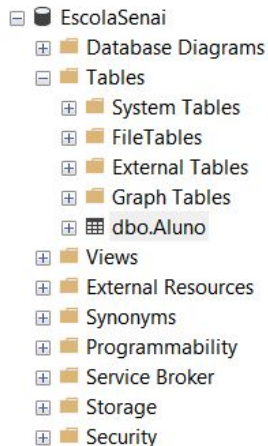 EscolaSenai
Database Diagrams
Tables
System Tables
FileTables
External Tables
Graph Tables
dbo.Aluno
Views
External Resources
Synonyms
Programmability
Service Broker
Storage
Security